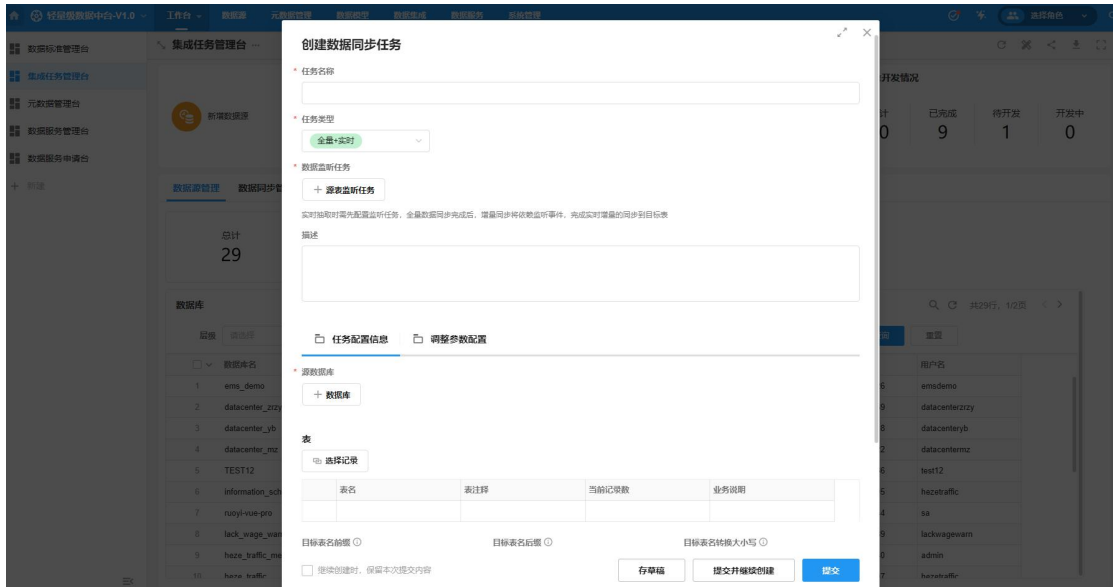 轻量级数据中台-V1.0
工作台 数据源 元数据管理 数据模型 数据集成 数据服务 系统管理
选择角色
数据标准管理台
集成任务管理台
元数据管理台
数据服务管理台
数据服务申请台
新建
集成任务管理台
新增数据源
开发情况
已完成 待开发 开发中
9 1 0
数据源管理 数据同步管
总计
29
数据库
共29行, 1/2页
层级 请选择
重置
数据库名 用户名
1 ems_demo emsdemo
2 datacenter_zrzy datacenterzrzy
3 datacenter_yb datacenteryb
4 datacenter_mz datacentermz
5 TEST12 test12
6 information_sch hazetraffic
7 ruoyi-vue-pro sa
8 lack_wage_warn lackwagewarn
9 heze_traffic_me admin
10 heze_traffic hezetraffic
创建数据同步任务
* 任务名称
* 任务类型
全量+实时
* 数据监听任务
+ 源表监听任务
实时抽取时需先配置监听任务，全量数据同步完成后，增量同步将依赖监听事件，完成实时增量的同步到目标表
描述
任务配置信息 调整参数配置
* 源数据库
+ 数据库
表
选择记录
表名 表注释 当前记录数 业务说明
目标表名前缀 目标表名后缀 目标表名转换大小写
继续创建时，保留本次提交内容
存草稿 提交并继续创建 提交